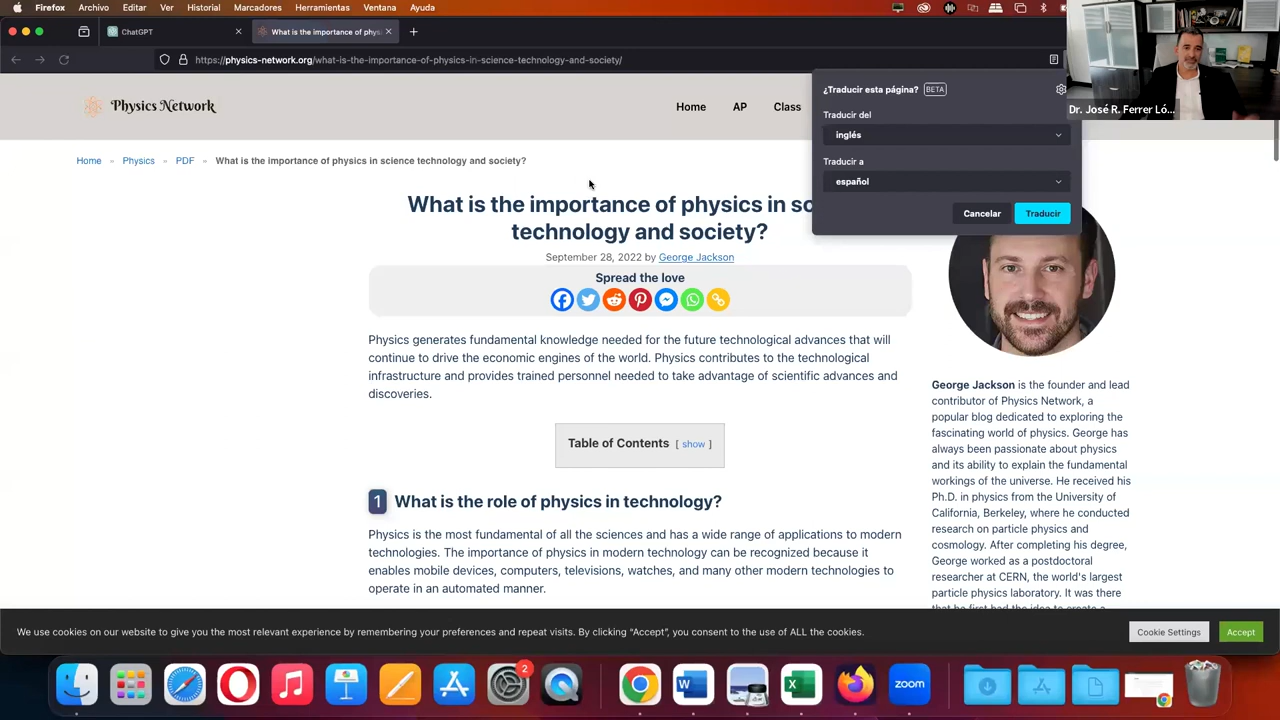 Firefox Archivo Editar Ver Historial Marcadores Herramientas Ventana Ayuda
ChatGPT
What is the importance of phys
https://physics-network.org/what-is-the-importance-of-physics-in-science-technology-and-society/
Physics Network
Home AP Class
¿Traducir esta página? BETA
Traducir del
inglés
Traducir a
español
Cancelar Traducir
Dr. José R. Ferrer Ló...
Home » Physics » PDF » What is the importance of physics in science technology and society?
What is the importance of physics in sc
technology and society?
September 28, 2022 by George Jackson
Spread the love
Physics generates fundamental knowledge needed for the future technological advances that will
continue to drive the economic engines of the world. Physics contributes to the technological
infrastructure and provides trained personnel needed to take advantage of scientific advances and
discoveries.
Table of Contents [ show ]
1 What is the role of physics in technology?
Physics is the most fundamental of all the sciences and has a wide range of applications to modern
technologies. The importance of physics in modern technology can be recognized because it
enables mobile devices, computers, televisions, watches, and many other modern technologies to
operate in an automated manner.
George Jackson is the founder and lead
contributor of Physics Network, a
popular blog dedicated to exploring the
fascinating world of physics. George has
always been passionate about physics
and its ability to explain the fundamental
workings of the universe. He received his
Ph.D. in physics from the University of
California, Berkeley, where he conducted
research on particle physics and
cosmology. After completing his degree,
George worked as a postdoctoral
researcher at CERN, the world's largest
particle physics laboratory. It was there
that he first had the idea to create a
We use cookies on our website to give you the most relevant experience by remembering your preferences and repeat visits. By clicking "Accept", you consent to the use of ALL the cookies.
Cookie Settings Accept
2
zoom